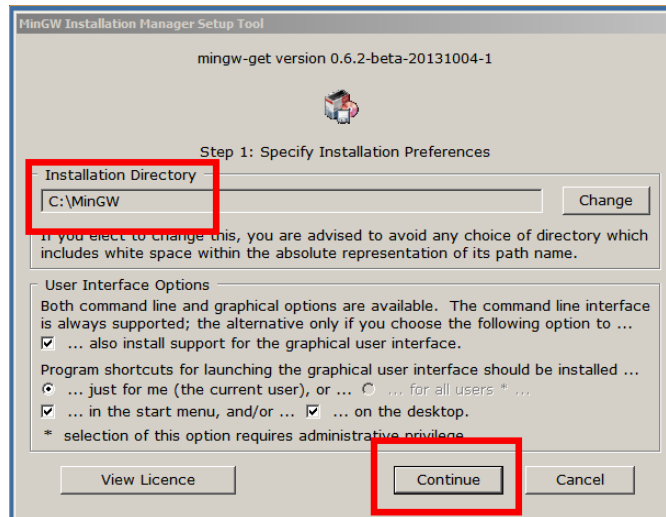 MinGW Installation Manager Setup Tool
mingw-get version 0.6.2-beta-20131004-1
Step 1: Specify Installation Preferences
Installation Directory
C:\MinGW
Change
If you elect to change this, you are advised to avoid any choice of directory which
includes white space within the absolute representation of its path name.
User Interface Options
Both command line and graphical options are available. The command line interface
is always supported; the alternative only if you choose the following option to ...
... also install support for the graphical user interface.
Program shortcuts for launching the graphical user interface should be installed ...
... just for me (the current user), or ... ... for all users * ...
... in the start menu, and/or ... ... on the desktop.
* selection of this option requires administrative privilege
View Licence
Continue
Cancel